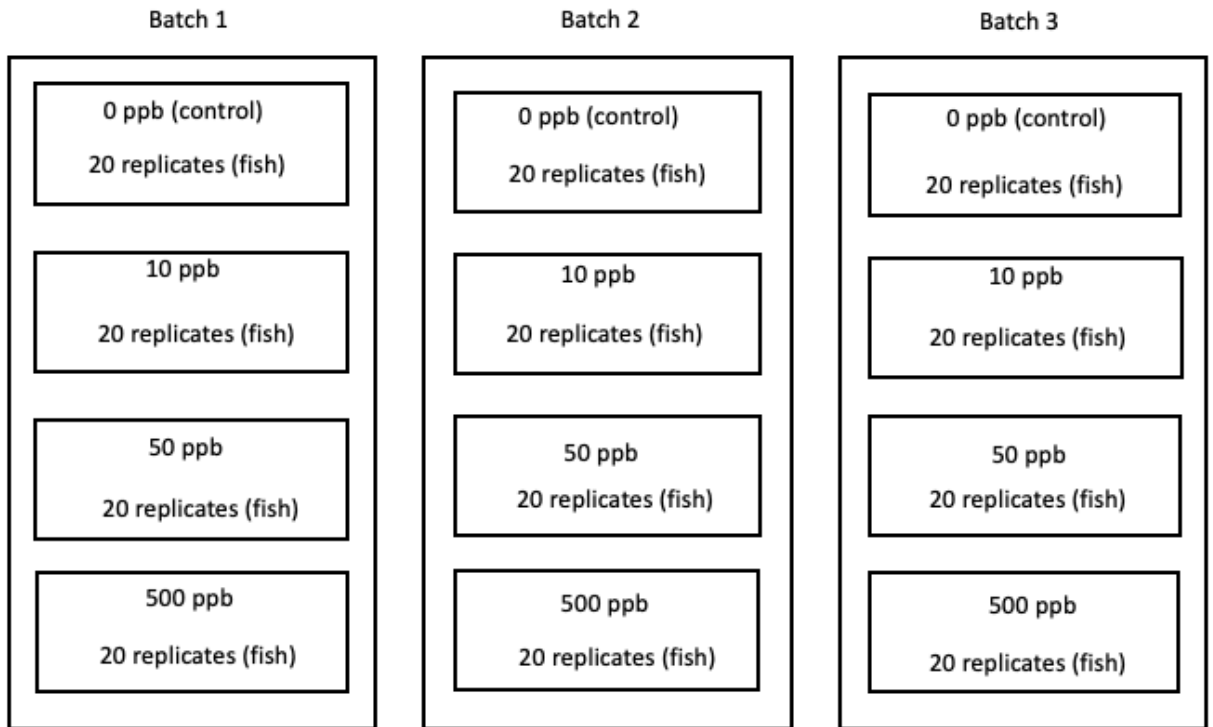 Batch 1
0 ppb (control)
20 replicates (fish)
10 ppb
20 replicates (fish)
50 ppb
20 replicates (fish)
500 ppb
20 replicates (fish)
Batch 2
0 ppb (control)
20 replicates (fish)
10 ppb
20 replicates (fish)
50 ppb
20 replicates (fish)
500 ppb
20 replicates (fish)
Batch 3
0 ppb (control)
20 replicates (fish)
10 ppb
20 replicates (fish)
50 ppb
20 replicates (fish)
500 ppb
20 replicates (fish)